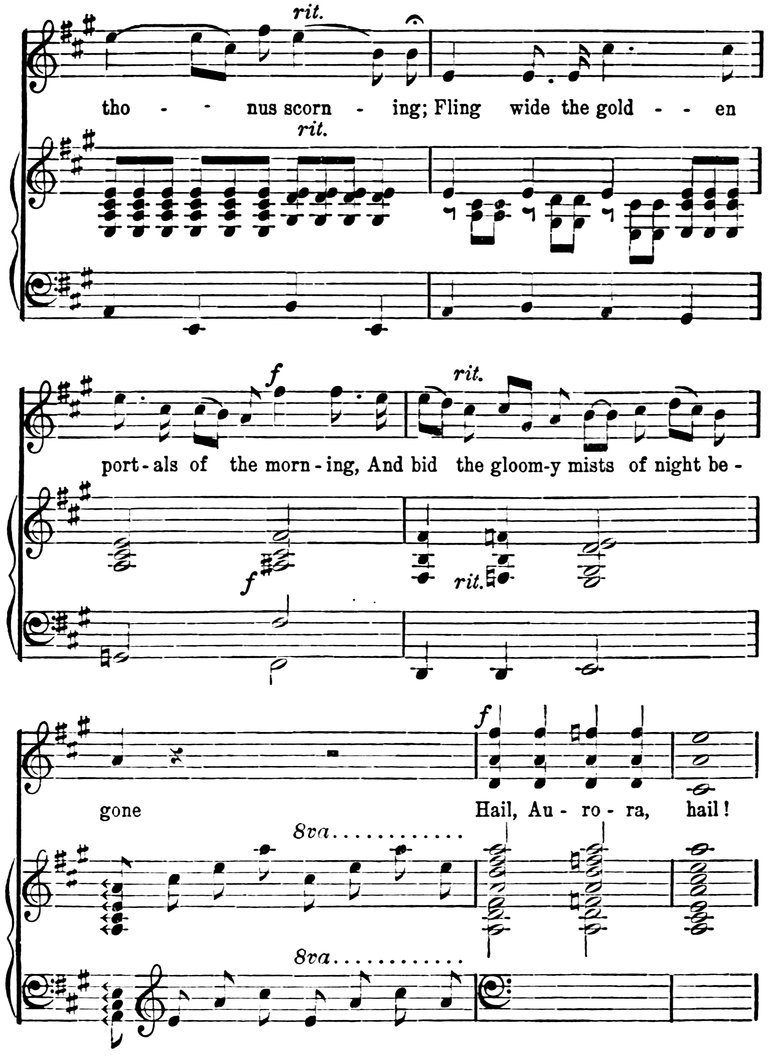 rit.
tho - - nus scorn - ing; Fling wide the gold - - en
rit.
f rit.
port-als of the morn-ing, And bid the gloom-y mists of night be-
f rit.
f
gone Hail, Au - ro - ra, hail!
8va............
8va............